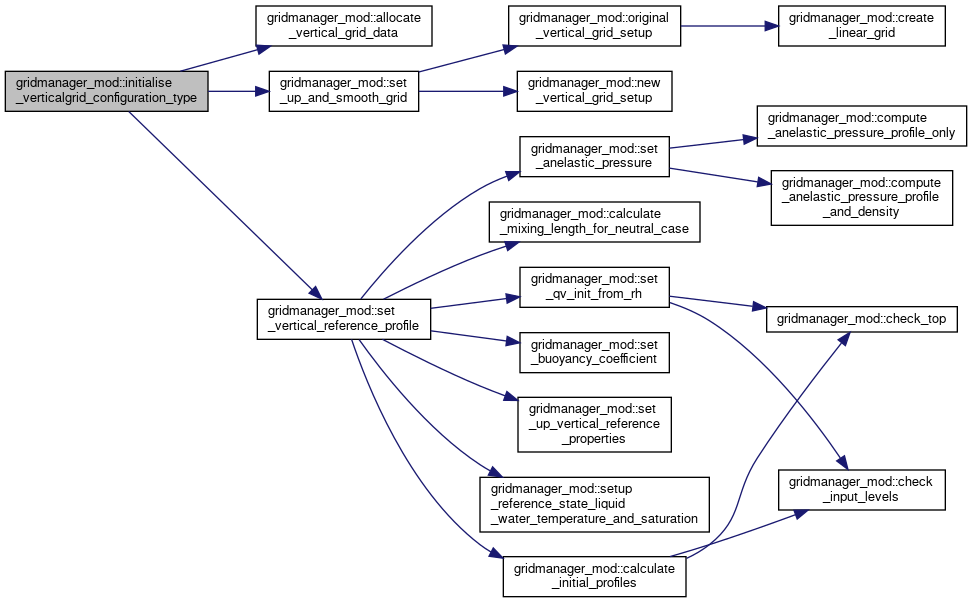 gridmanager_mod::initialise
_verticalgrid_configuration_type
gridmanager_mod::allocate
_vertical_grid_data
gridmanager_mod::set
_up_and_smooth_grid
gridmanager_mod::set
_vertical_reference_profile
gridmanager_mod::original
_vertical_grid_setup
gridmanager_mod::new
_vertical_grid_setup
gridmanager_mod::set
_anelastic_pressure
gridmanager_mod::calculate
_mixing_length_for_neutral_case
gridmanager_mod::set
_qv_init_from_rh
gridmanager_mod::set
_buoyancy_coefficient
gridmanager_mod::set
_up_vertical_reference
_properties
gridmanager_mod::setup
_reference_state_liquid
_water_temperature_and_saturation
gridmanager_mod::calculate
_initial_profiles
gridmanager_mod::create
_linear_grid
gridmanager_mod::compute
_anelastic_pressure_profile_only
gridmanager_mod::compute
_anelastic_pressure_profile
_and_density
gridmanager_mod::check_top
gridmanager_mod::check
_input_levels